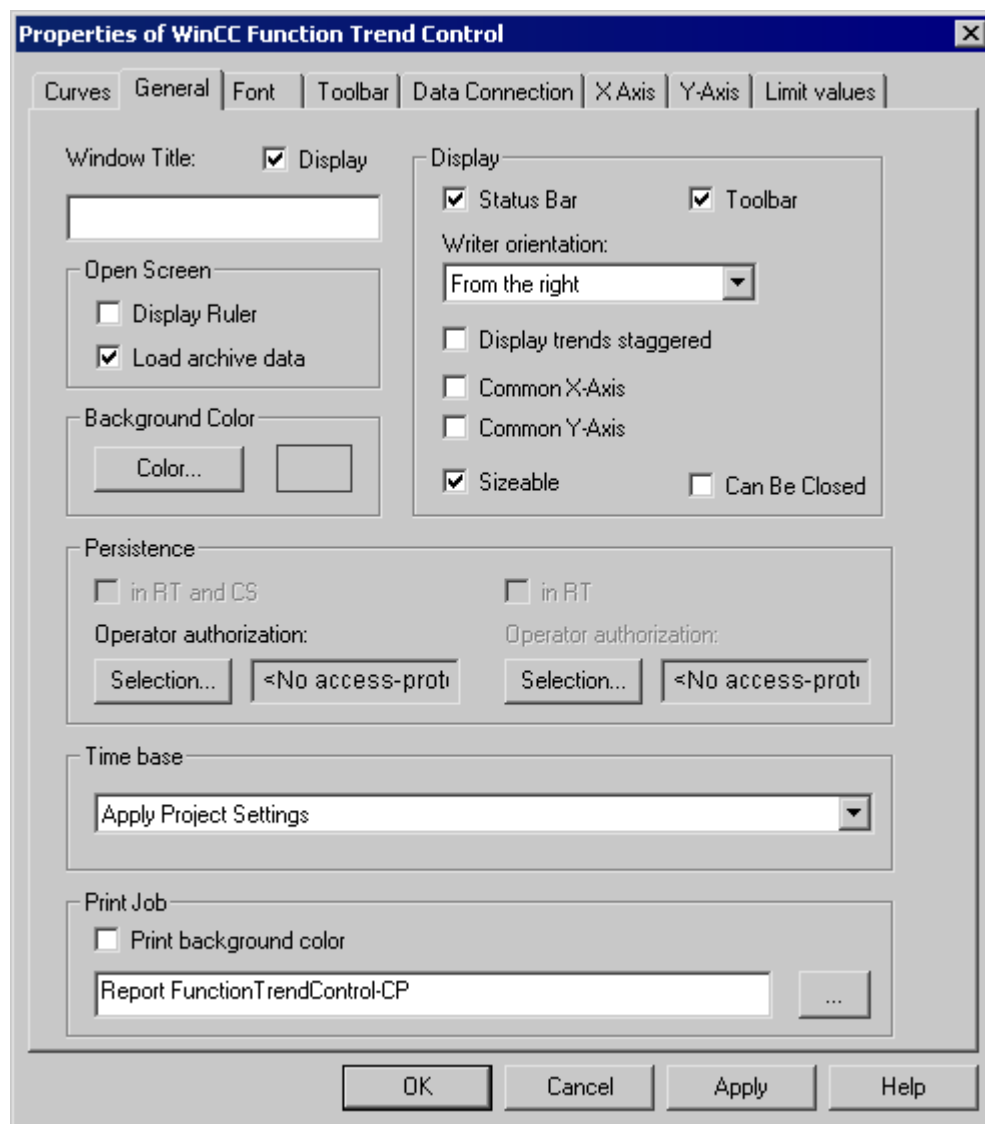 Properties of WinCC Function Trend Control
Curves General Font Toolbar Data Connection X Axis Y-Axis Limit values
Window Title: Display
Open Screen
Display Ruler
Load archive data
Background Color
Color...
Display
Status Bar Toolbar
Writer orientation:
From the right
Display trends staggered
Common X-Axis
Common Y-Axis
Sizeable Can Be Closed
Persistence
in RT and CS in RT
Operator authorization: Operator authorization:
Selection... <No access-prot Selection... <No access-prot
Time base
Apply Project Settings
Print Job
Print background color
Report FunctionTrendControl-CP
...
OK Cancel Apply Help